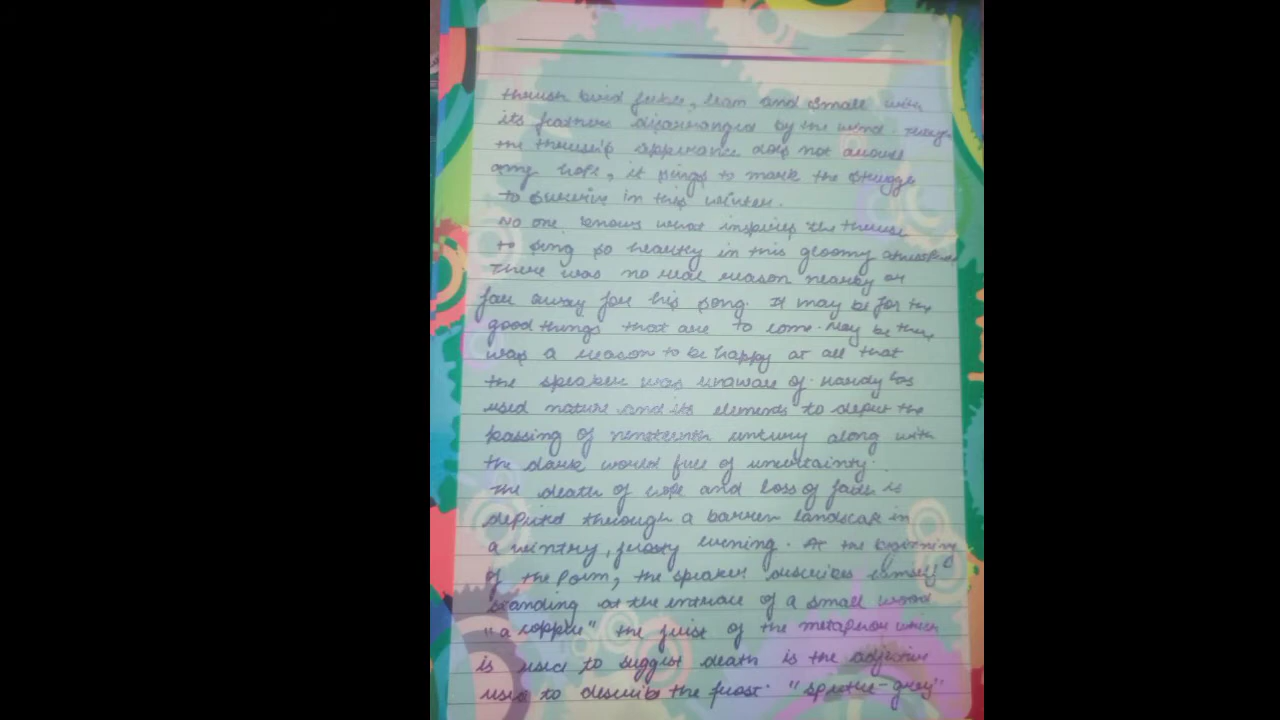 thrush bird feeble, lean and small with
its feathers disarranged by the wind. Though
the thrush's apperance does not arouse
any hope, it sings to mark the struggle
to survive in this winter.
No one knows what inspires the thrush
to sing so heartly in this gloomy atmosphere
There was no real reason nearby or
far away for his song. It may be for the
good things that are to come. May be there
was a reason to be happy at all that
the speaker was unaware of. Hardy has
used nature and its elements to depict the
passing of nineteenth century along with
the dark world full of uncertainty.
The death of hope and loss of faith is
depicted through a barren landscape in
a wintry, frosty evening. At the beginning
of the Poem, the speaker describes himself
standing at the entrace of a small wood
"a coppice" the first of the metaphor which
is used to suggest death is the adjective
used to describe the frost. "spectre-grey"